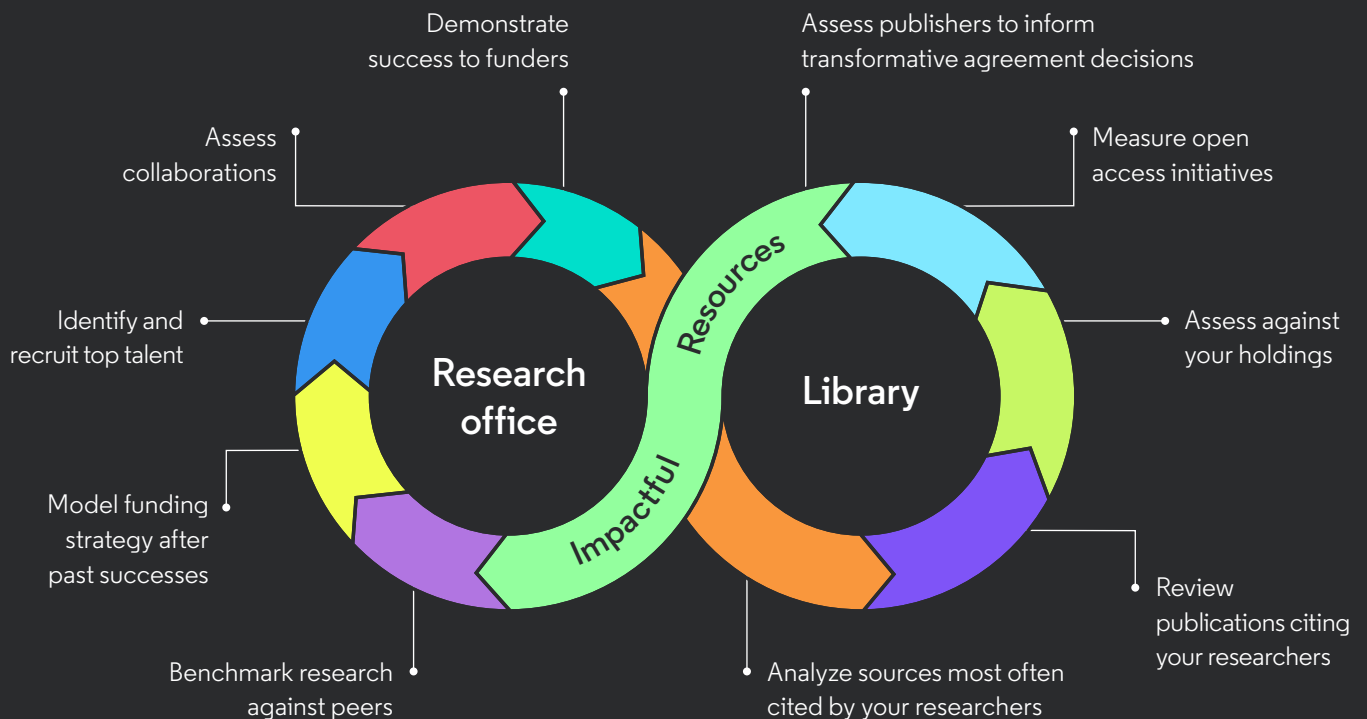 Demonstrate
success to funders
Assess publishers to inform
transformative agreement decisions
Assess
collaborations
Measure open
access initiatives
Identify and
recruit top talent
Research
office
Resources
Impactful
Library
Assess against
your holdings
Model funding
strategy after
past successes
Review
publications citing
your researchers
Benchmark research
against peers
Analyze sources most often
cited by your researchers